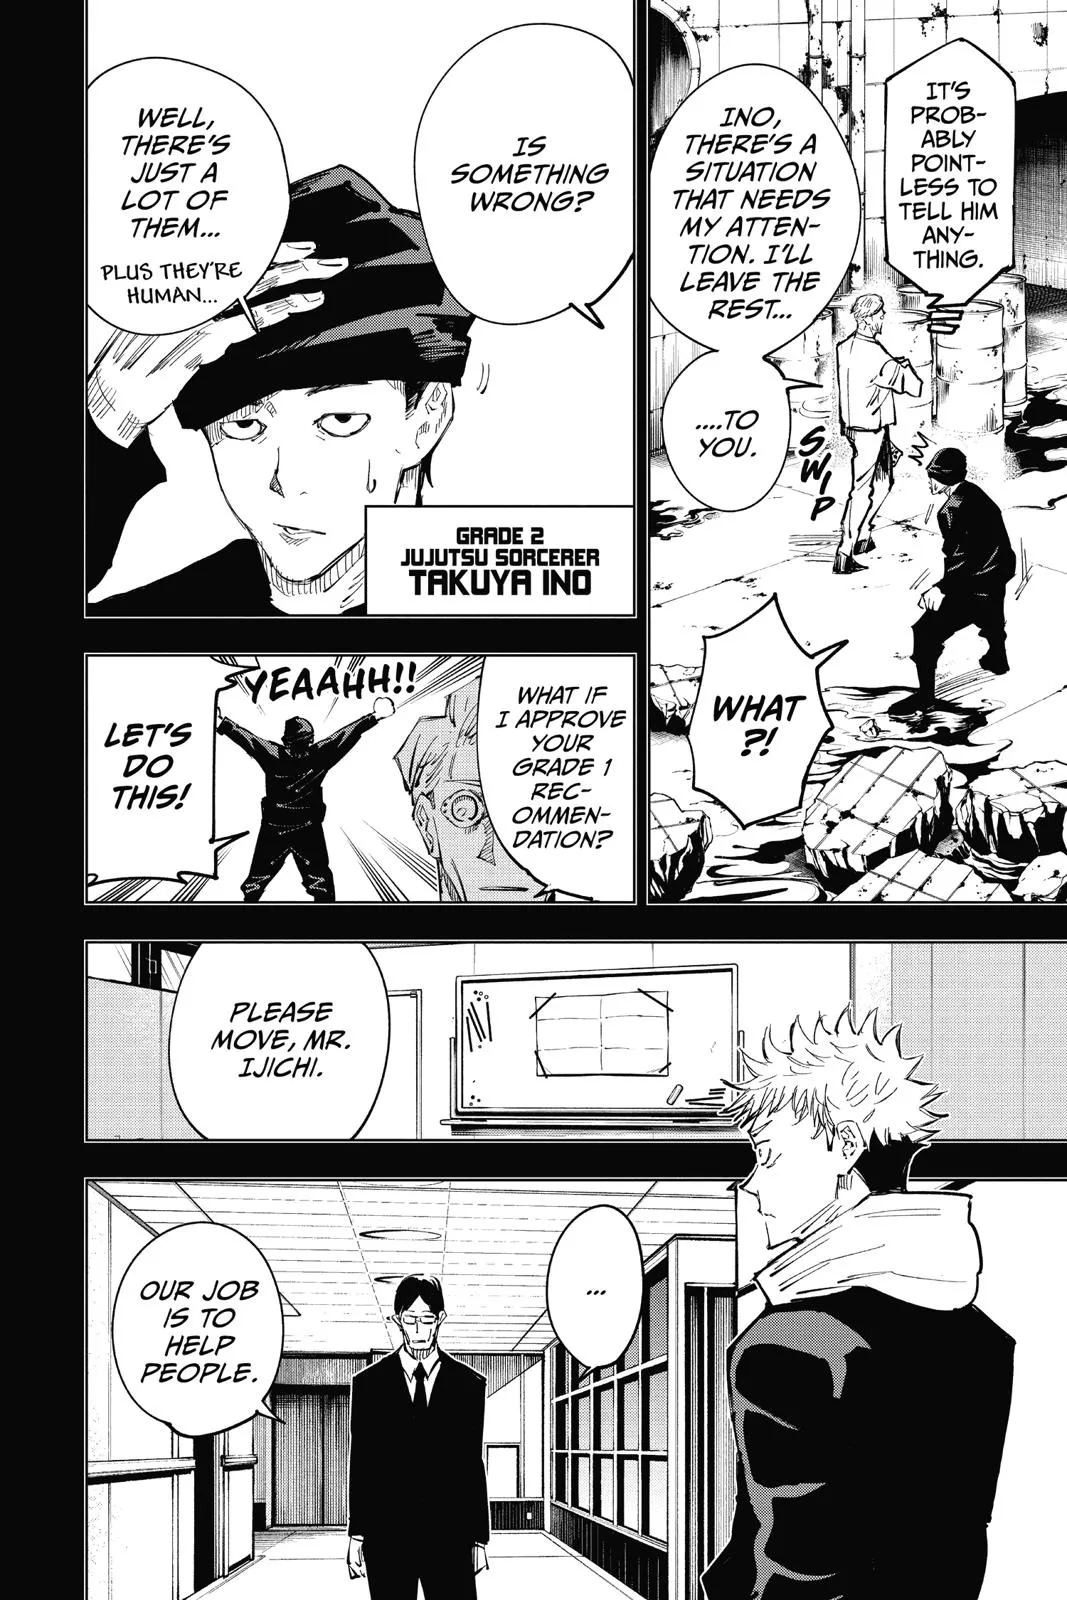 IT'S
PROB-
ABLY
POINT-
LESS TO
TELL HIM
ANY-
THING.
INO,
THERE'S A
SITUATION
THAT NEEDS
MY ATTEN-
TION. I'LL
LEAVE THE
REST...
....TO
YOU.
SWIP
WHAT
?!
IS
SOMETHING
WRONG?
WELL,
THERE'S
JUST A
LOT OF
THEM...
PLUS THEY'RE
HUMAN...
GRADE 2
JUJUTSU SORCERER
TAKUYA INO
WHAT IF
I APPROVE
YOUR
GRADE 1
REC-
OMMEN-
DATION?
YEAAHH!!
LET'S
DO
THIS!
PLEASE
MOVE, MR.
IJICHI.
...
OUR JOB
IS TO
HELP
PEOPLE.